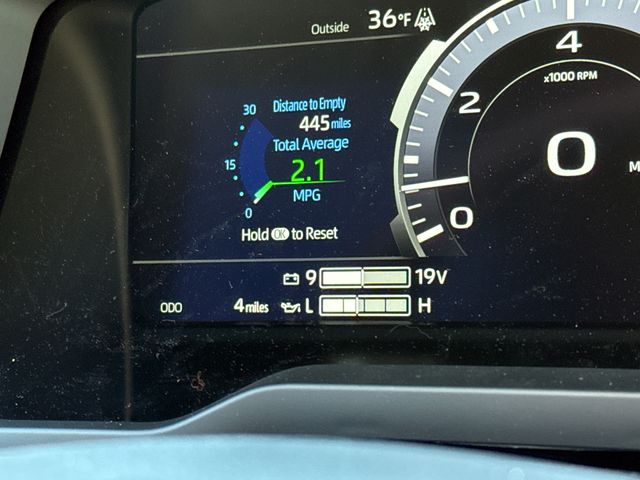 Outside 36°F
30
Distance to Empty
445 miles
15
Total Average
2.1
MPG
0
Hold OK to Reset
9 19V
ODO 4 miles L H
4
x1000 RPM
2
0
0
M